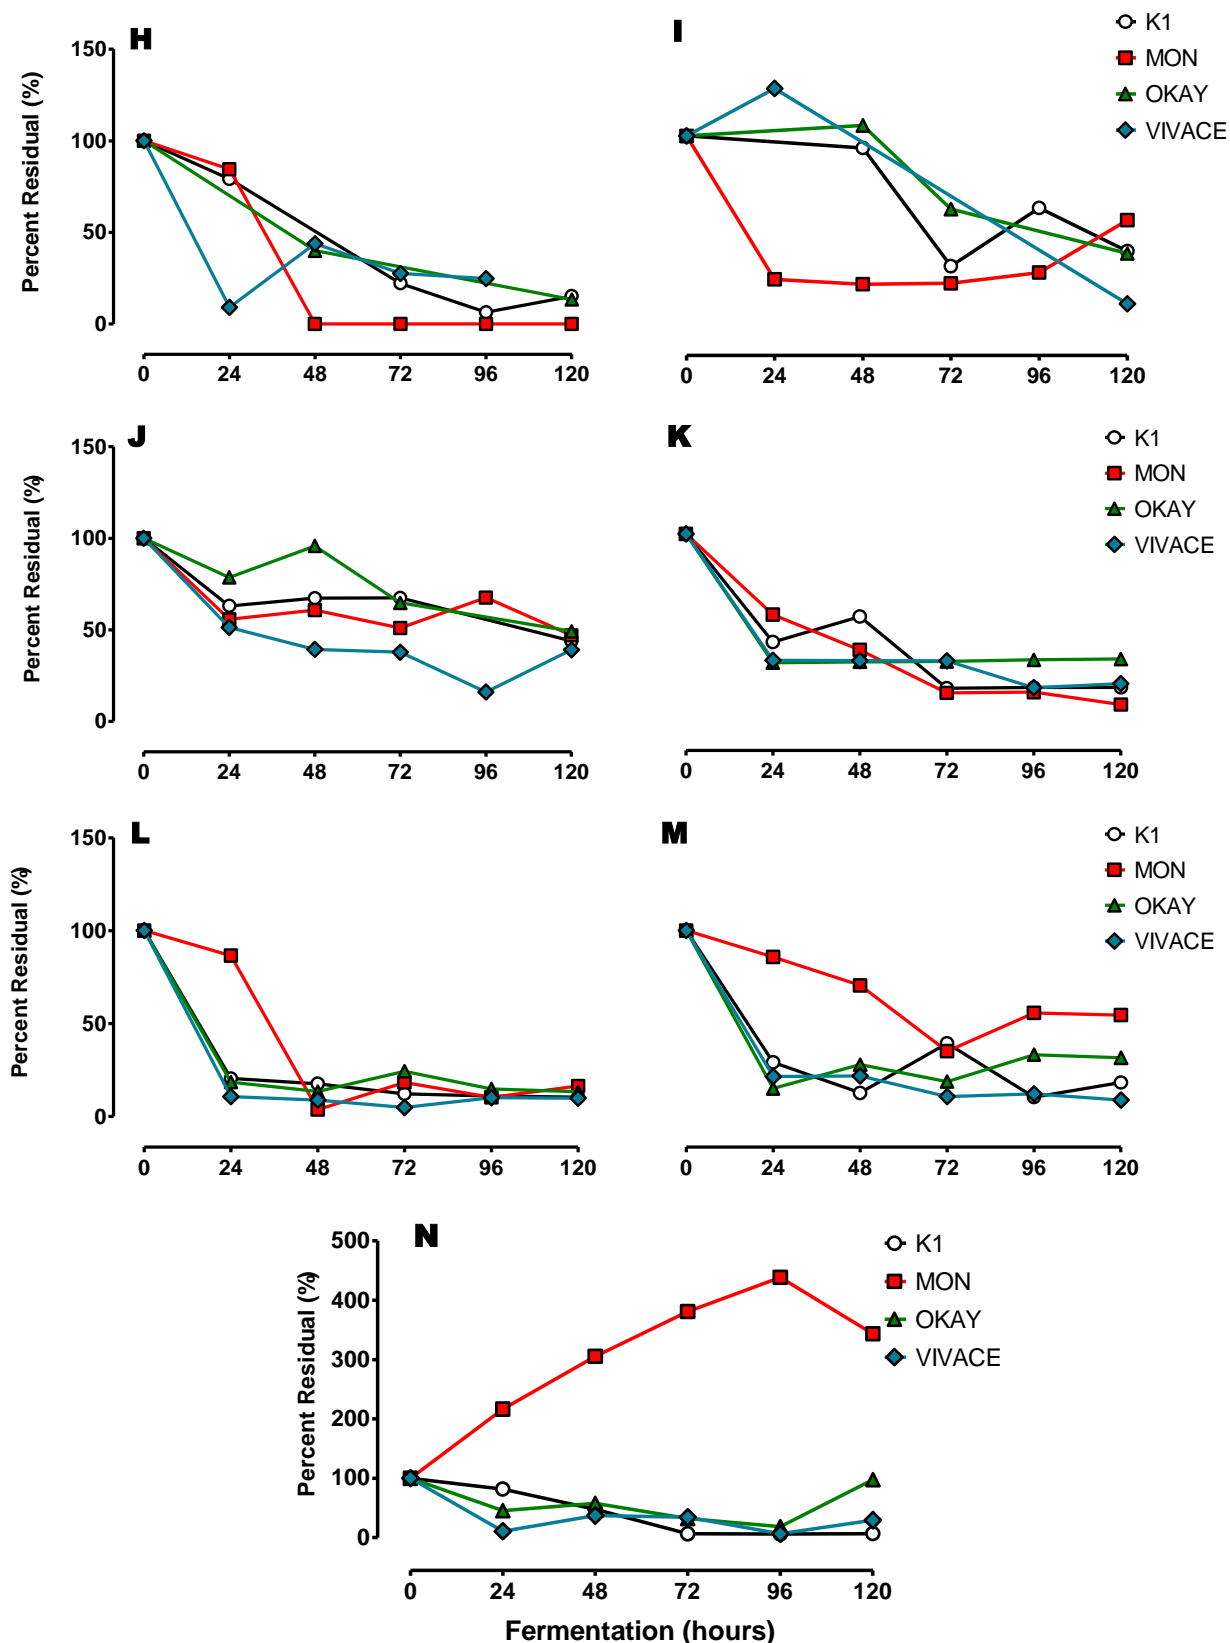 H
I
K1
MON
OKAY
VIVACE
Percent Residual (%)
150
100
50
0
0 24 48 72 96 120
0 24 48 72 96 120
J
K
K1
MON
OKAY
VIVACE
Percent Residual (%)
150
100
50
0
0 24 48 72 96 120
0 24 48 72 96 120
L
M
K1
MON
OKAY
VIVACE
Percent Residual (%)
150
100
50
0
0 24 48 72 96 120
0 24 48 72 96 120
N
K1
MON
OKAY
VIVACE
Percent Residual (%)
500
400
300
200
100
0
0 24 48 72 96 120
Fermentation (hours)